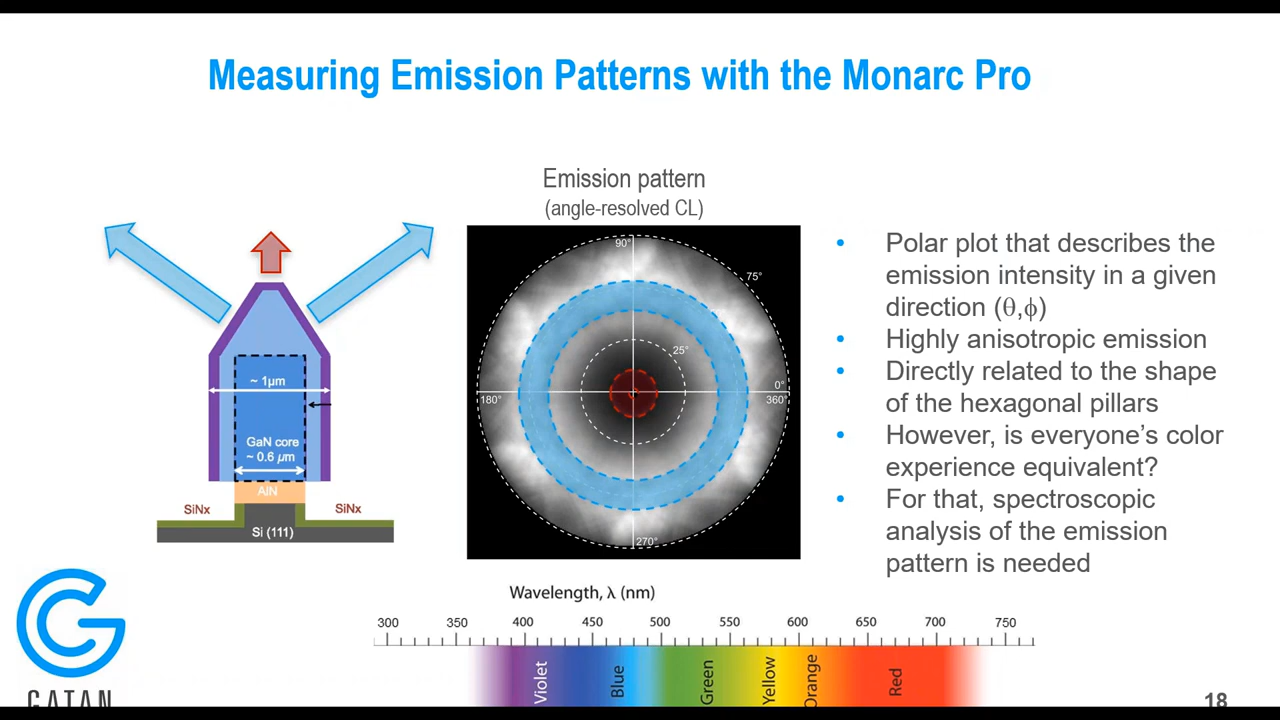 Measuring Emission Patterns with the Monarc Pro
Emission pattern
(angle-resolved CL)
90°
75°
25°
0°
360°
180°
270°
~ 1µm
GaN core
~ 0.6 µm
AlN
SiNx
SiNx
Si (111)
• Polar plot that describes the
emission intensity in a given
direction (θ,ϕ)
• Highly anisotropic emission
• Directly related to the shape
of the hexagonal pillars
• However, is everyone’s color
experience equivalent?
• For that, spectroscopic
analysis of the emission
pattern is needed
Wavelength, λ (nm)
300 350 400 450 500 550 600 650 700 750
Violet Blue Green Yellow Orange Red
GATAN
18